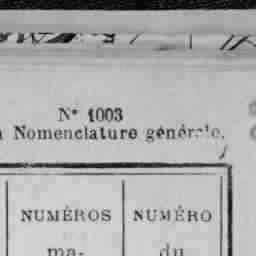 N° 1003
Nomenclature générale.
NUMÉROS NUMÉRO
ma- du